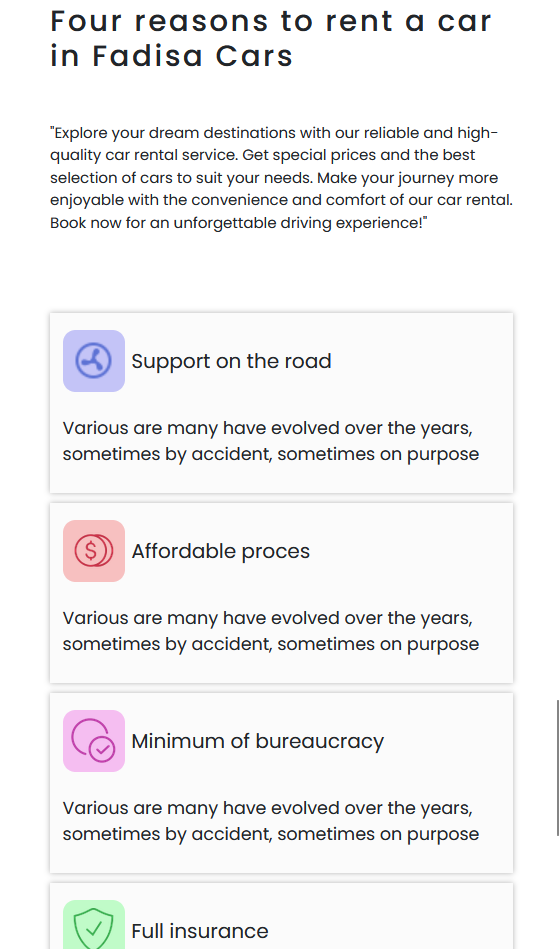 Four reasons to rent a car
in Fadisa Cars
"Explore your dream destinations with our reliable and high-
quality car rental service. Get special prices and the best
selection of cars to suit your needs. Make your journey more
enjoyable with the convenience and comfort of our car rental.
Book now for an unforgettable driving experience!"
Support on the road
Various are many have evolved over the years,
sometimes by accident, sometimes on purpose
$
Affordable proces
Various are many have evolved over the years,
sometimes by accident, sometimes on purpose
Minimum of bureaucracy
Various are many have evolved over the years,
sometimes by accident, sometimes on purpose
Full insurance